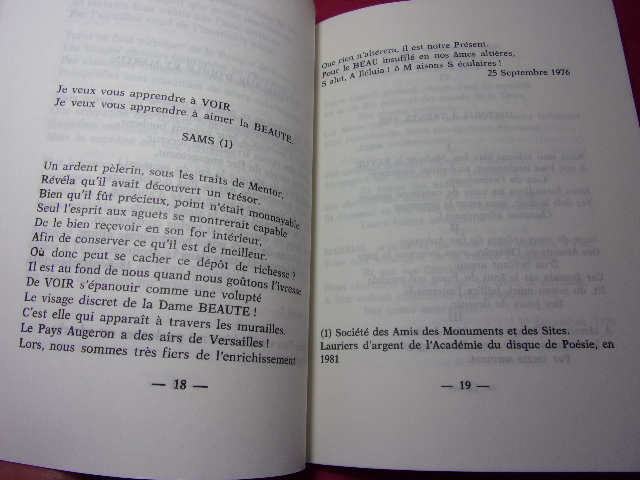 Je veux vous apprendre à VOIR
Je veux vous apprendre à aimer la BEAUTE.
SAMS (1)
Un ardent pèlerin, sous les traits de Mentor,
Révéla qu'il avait découvert un trésor.
Bien qu'il fût précieux, point n'était monnayable
Seul l'esprit aux aguets se montrerait capable
De le bien reçevoir en son for intérieur,
Afin de conserver ce qu'il est de meilleur.
Où donc peut se cacher ce dépôt de richesse ?
Il est au fond de nous quand nous goûtons l'ivresse
De VOIR s'épanouir comme une volupté
Le visage discret de la Dame BEAUTE !
C'est elle qui apparaît à travers les murailles.
Le Pays Augeron a des airs de Versailles !
Lors, nous sommes très fiers de l'enrichissement
— 18 —
Que rien n'altérera, il est notre Présent.
Pour le BEAU insufflé en nos âmes altières,
S alut, A lléluia ! ô M aisons S éculaires !
25 Septembre 1976
(1) Société des Amis des Monuments et des Sites.
Lauriers d'argent de l'Académie du disque de Poésie, en
1981
— 19 —